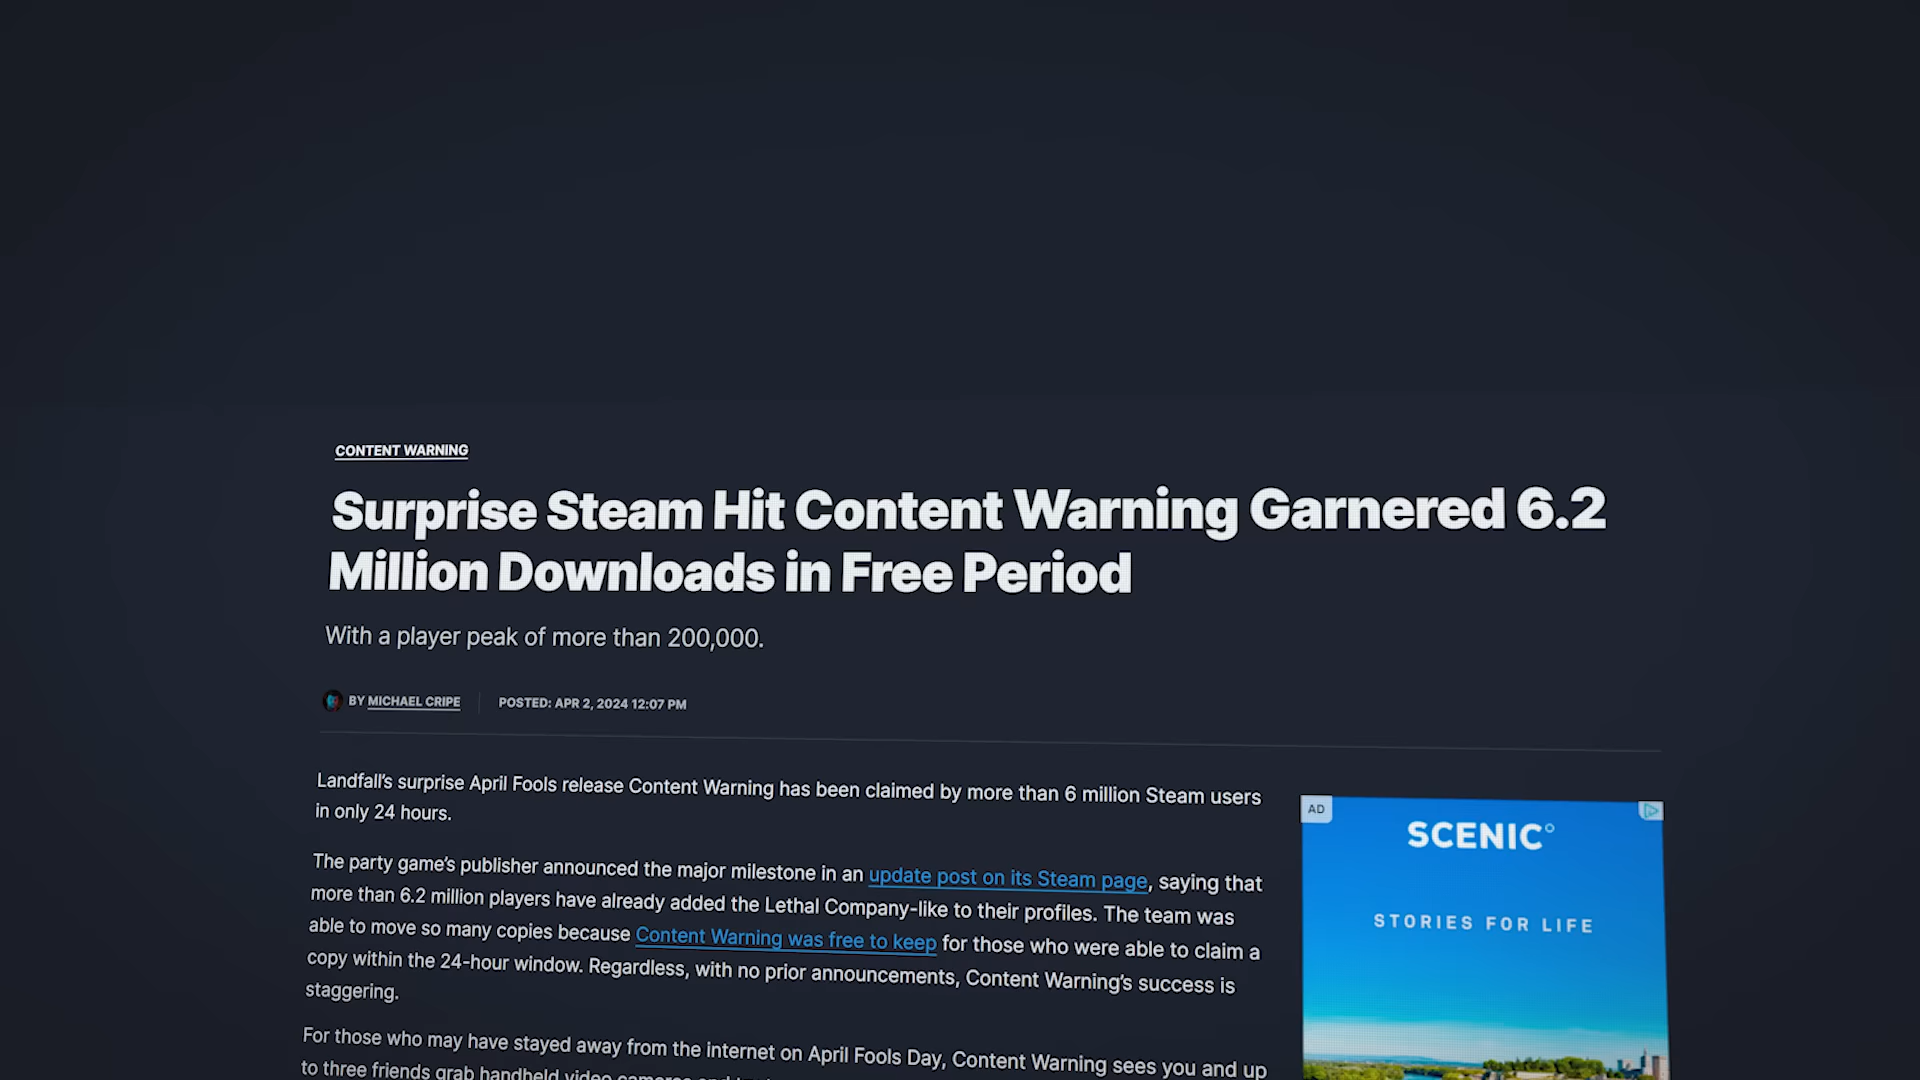 CONTENT WARNING
Surprise Steam Hit Content Warning Garnered 6.2
Million Downloads in Free Period
With a player peak of more than 200,000.
BY MICHAEL CRIPE POSTED: APR 2, 2024 12:07 PM
Landfall's surprise April Fools release Content Warning has been claimed by more than 6 million Steam users
in only 24 hours.
The party game's publisher announced the major milestone in an update post on its Steam page, saying that
more than 6.2 million players have already added the Lethal Company-like to their profiles. The team was
able to move so many copies because Content Warning was free to keep for those who were able to claim a
copy within the 24-hour window. Regardless, with no prior announcements, Content Warning's success is
staggering.
For those who may have stayed away from the internet on April Fools Day, Content Warning sees you and up
to three friends grab handheld video cameras and
AD
SCENIC°
STORIES FOR LIFE